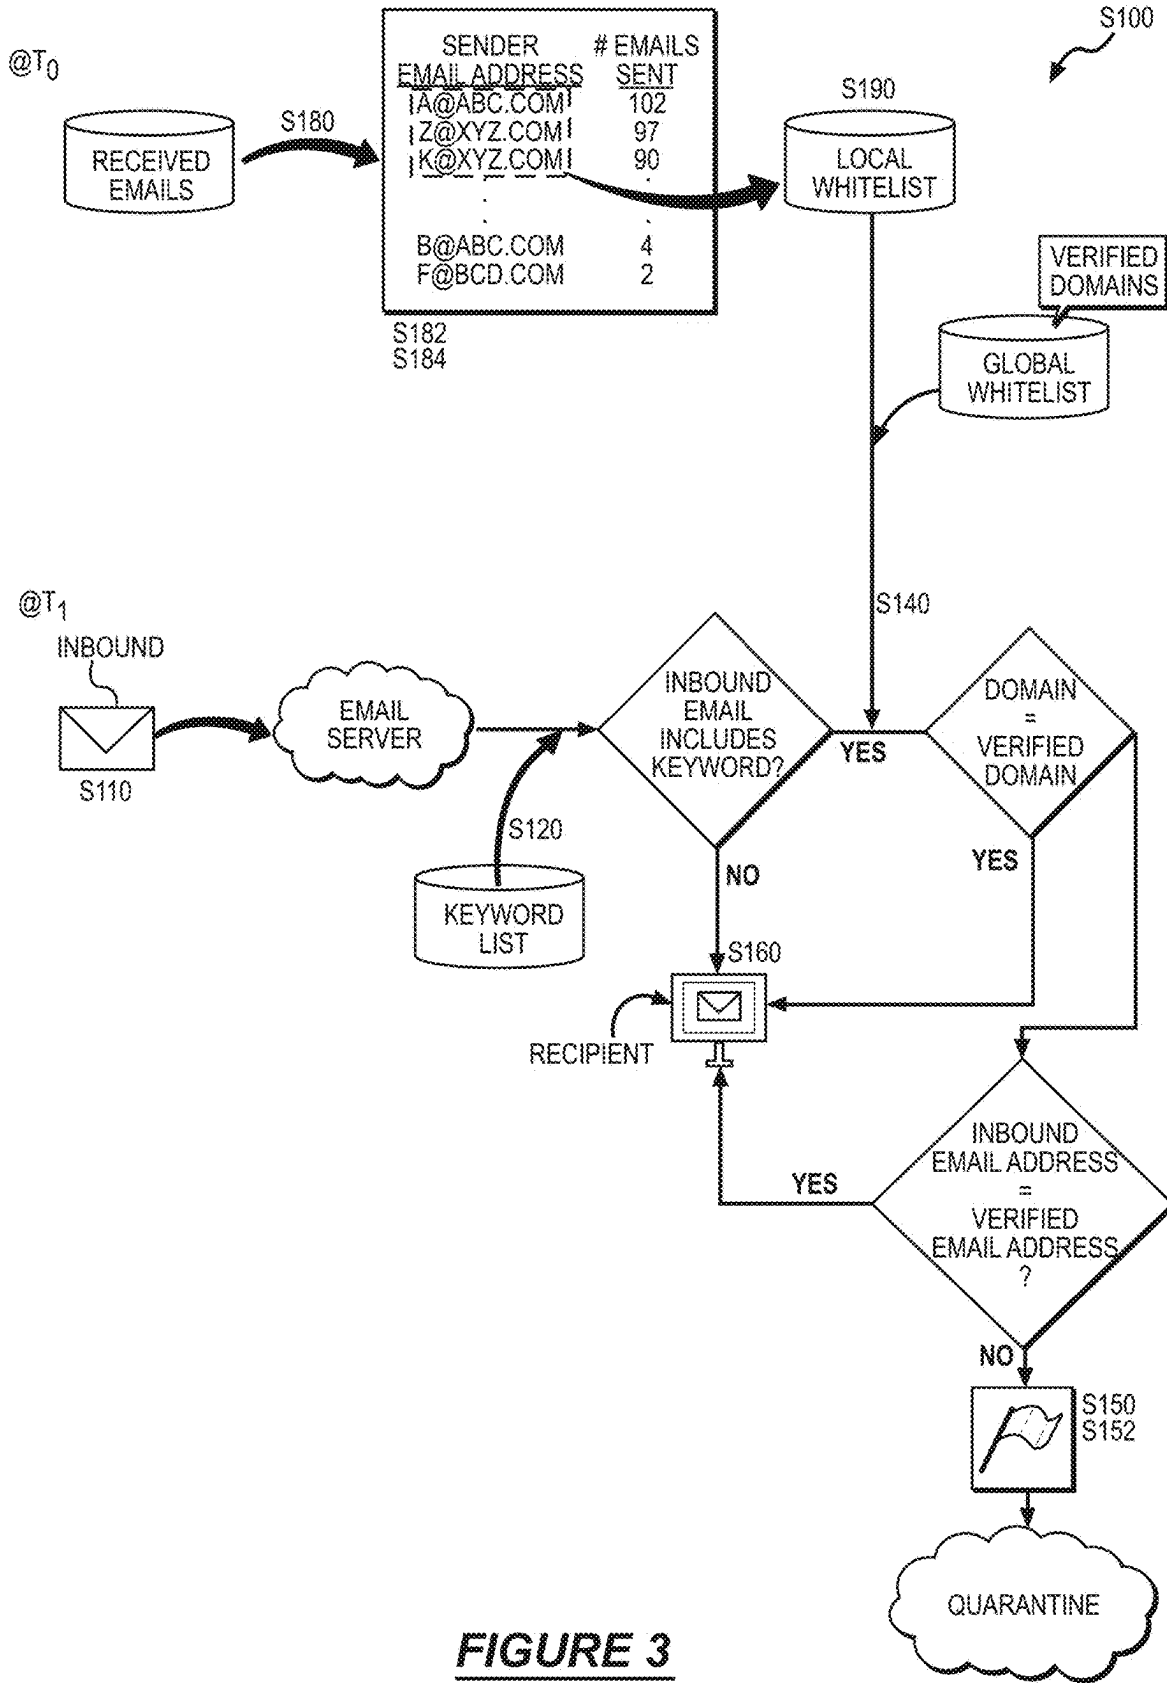 S100
@T0
SENDER
EMAIL ADDRESS
# EMAILS
SENT
A@ABC.COM 102
Z@XYZ.COM 97
K@XYZ.COM 90
. .
. .
. .
B@ABC.COM 4
F@BCD.COM 2
S180
RECEIVED
EMAILS
S182
S184
S190
LOCAL
WHITELIST
VERIFIED
DOMAINS
GLOBAL
WHITELIST
@T1
INBOUND
S110
EMAIL
SERVER
S120
KEYWORD
LIST
INBOUND
EMAIL
INCLUDES
KEYWORD?
S140
YES
NO
DOMAIN
=
VERIFIED
DOMAIN
YES
S160
RECIPIENT
INBOUND
EMAIL ADDRESS
=
VERIFIED
EMAIL ADDRESS
?
YES
NO
S150
S152
QUARANTINE
FIGURE 3